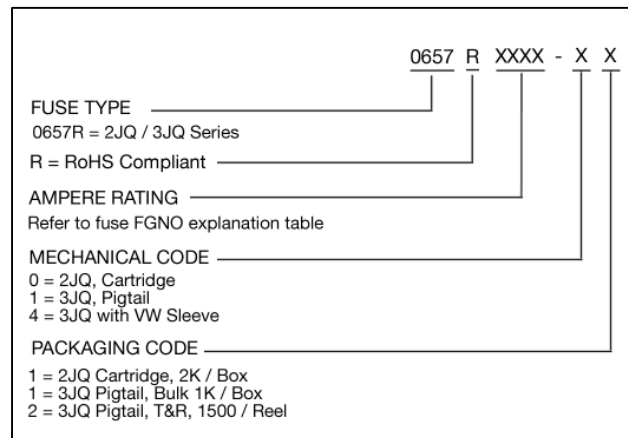 0657 R XXXX - X X
FUSE TYPE
0657R = 2JQ / 3JQ Series
R = RoHS Compliant
AMPERE RATING
Refer to fuse FGNO explanation table
MECHANICAL CODE
0 = 2JQ, Cartridge
1 = 3JQ, Pigtail
4 = 3JQ with VW Sleeve
PACKAGING CODE
1 = 2JQ Cartridge, 2K / Box
1 = 3JQ Pigtail, Bulk 1K / Box
2 = 3JQ Pigtail, T&R, 1500 / Reel